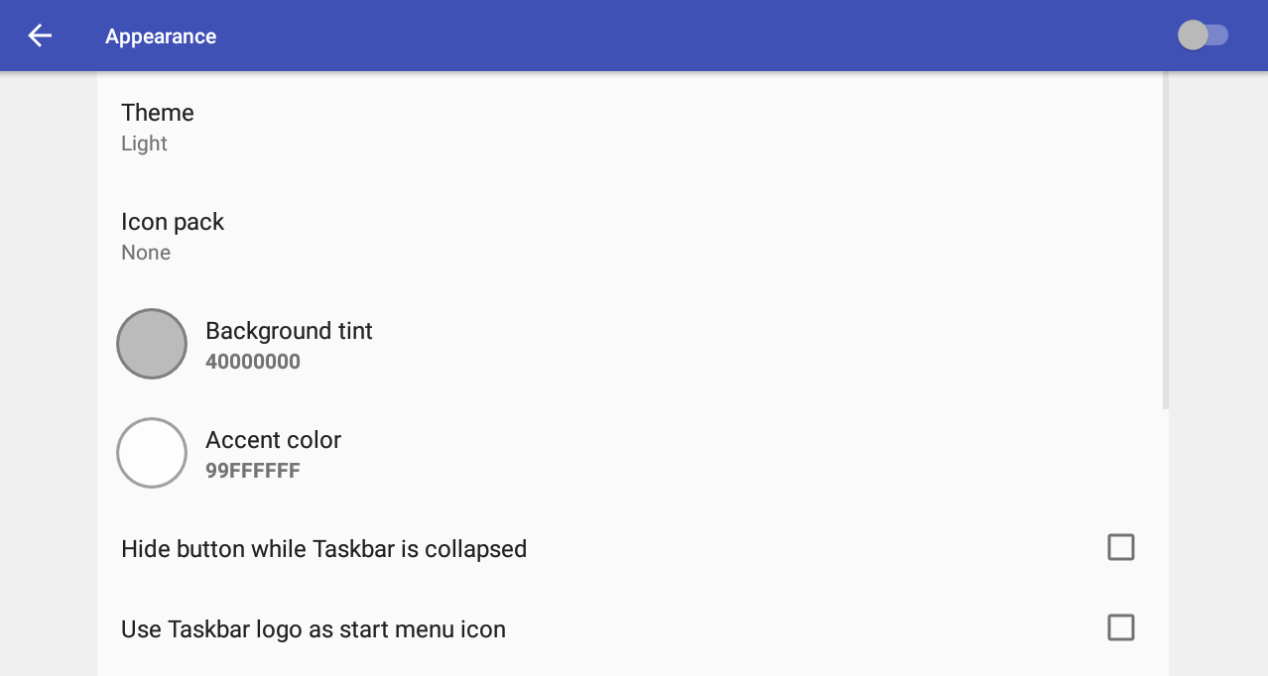 Appearance
Theme
Light
Icon pack
None
Background tint
40000000
Accent color
99FFFFFF
Hide button while Taskbar is collapsed
Use Taskbar logo as start menu icon